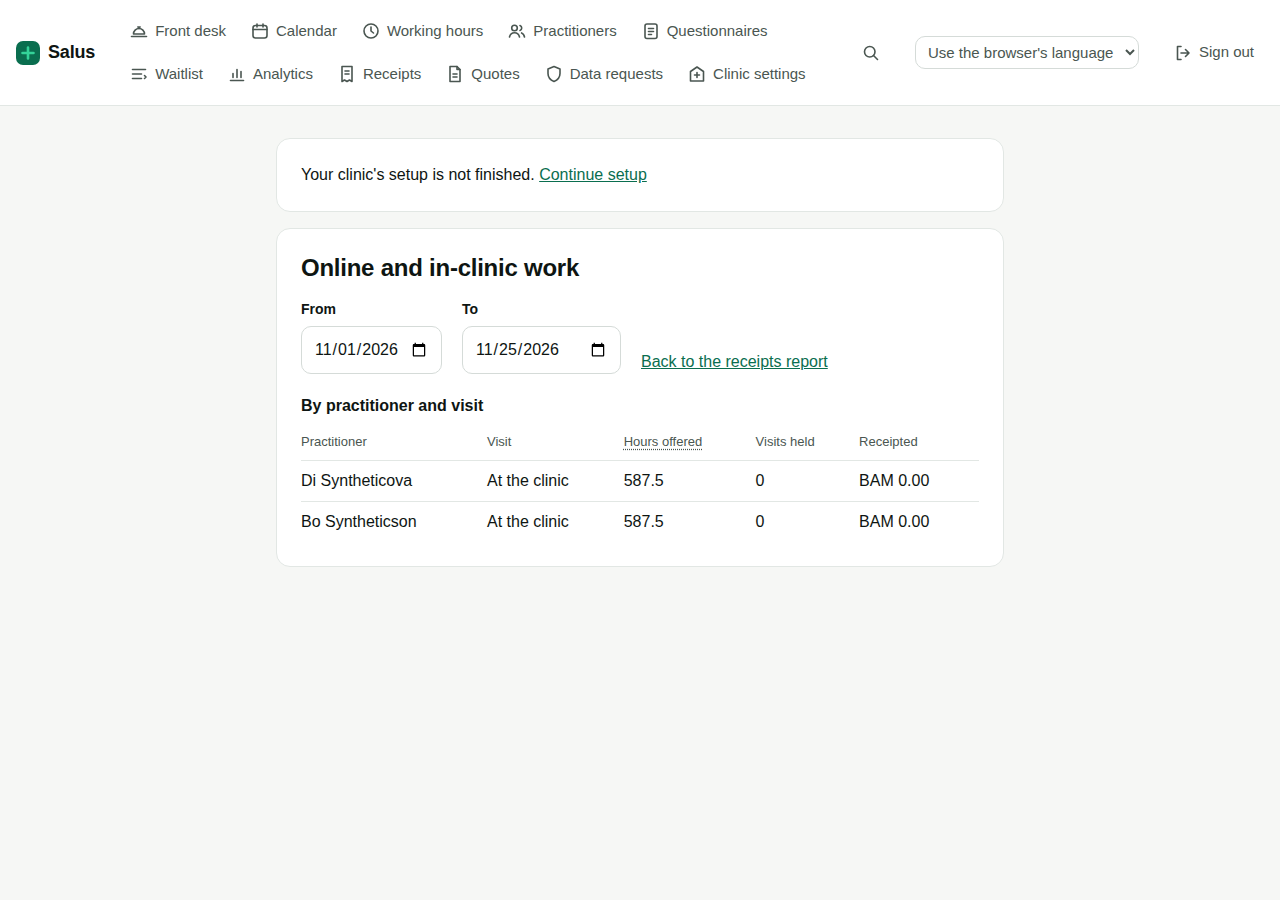 Salus
Front desk
Calendar
Working hours
Practitioners
Questionnaires
Waitlist
Analytics
Receipts
Quotes
Data requests
Clinic settings
Use the browser's language
Sign out
Your clinic's setup is not finished. Continue setup
Online and in-clinic work
From
To
11/01/2026
11/25/2026
Back to the receipts report
By practitioner and visit
Practitioner Visit Hours offered Visits held Receipted
Di Syntheticova At the clinic 587.5 0 BAM 0.00
Bo Syntheticson At the clinic 587.5 0 BAM 0.00